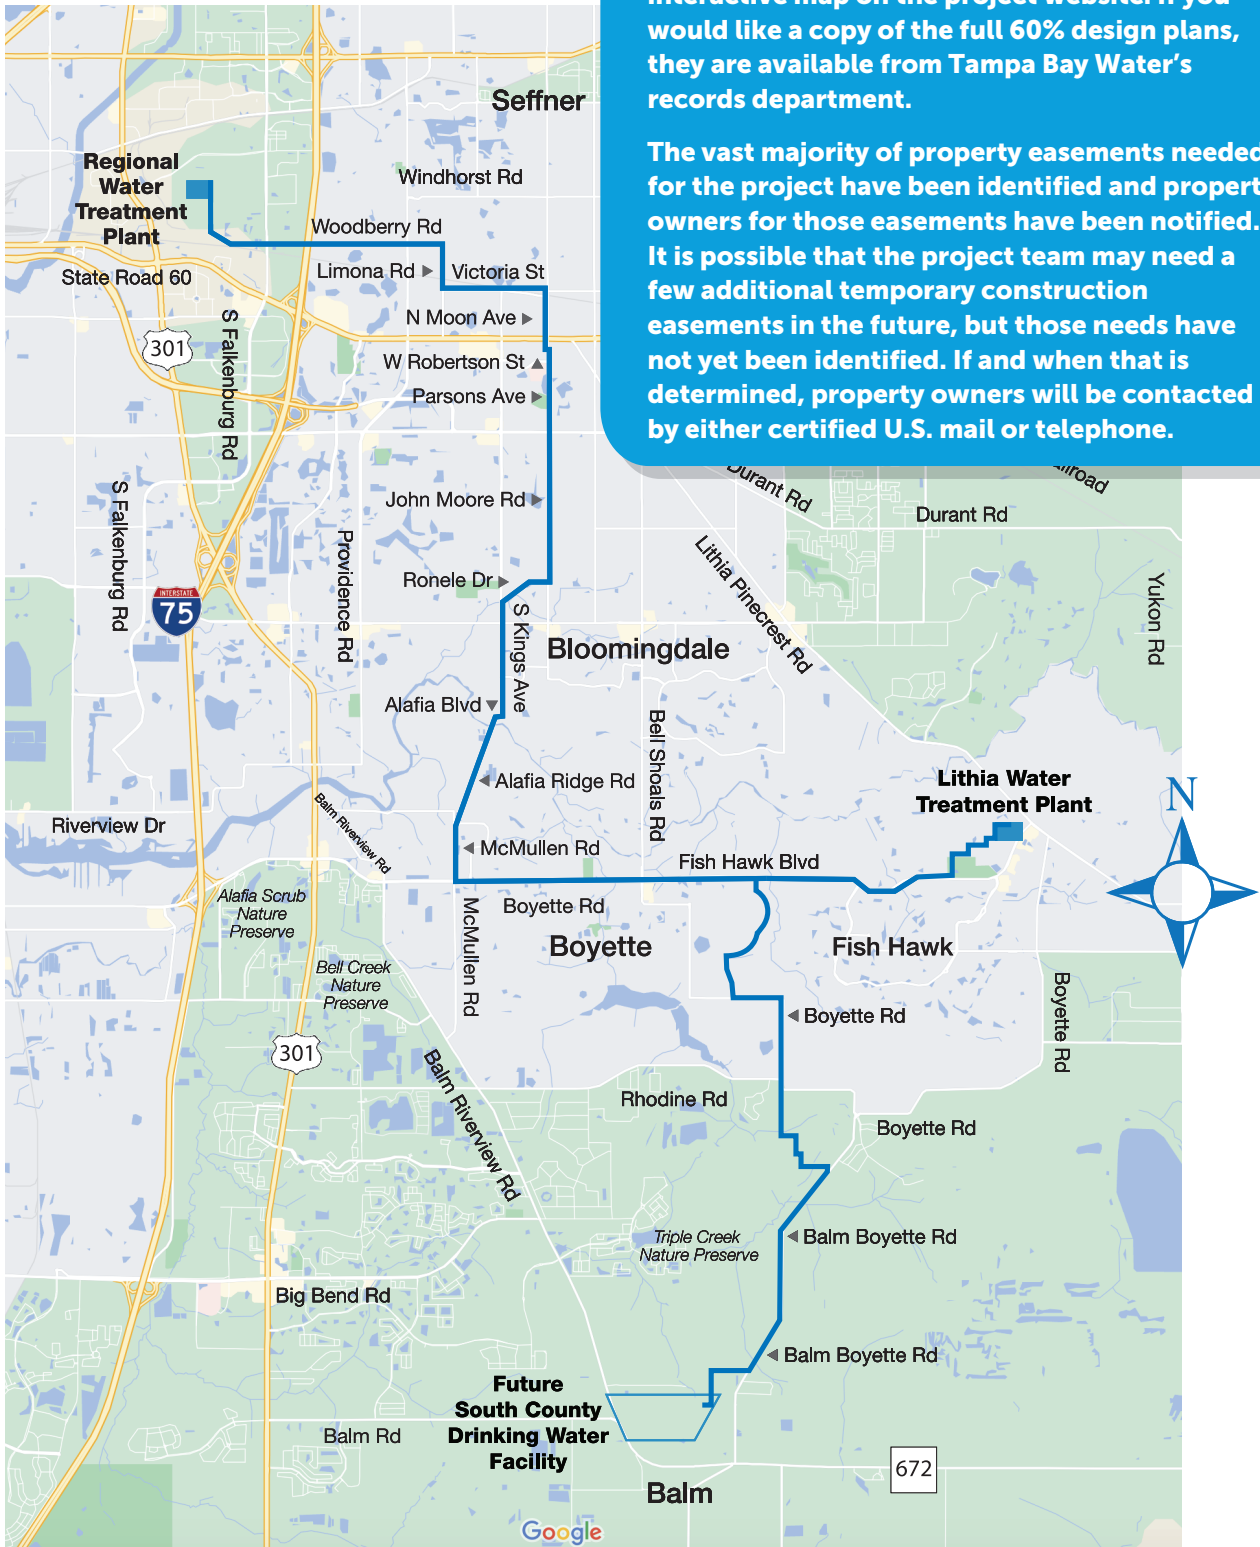 interactive map on the project website. If you
would like a copy of the full 60% design plans,
they are available from Tampa Bay Water's
records department.
The vast majority of property easements needed
for the project have been identified and propert
owners for those easements have been notified.
It is possible that the project team may need a
few additional temporary construction
easements in the future, but those needs have
not yet been identified. If and when that is
determined, property owners will be contacted
by either certified U.S. mail or telephone.
Seffner
Regional
Water
Treatment
Plant
Windhorst Rd
Woodberry Rd
State Road 60
Limona Rd
Victoria St
N Moon Ave
301
S Falkenburg Rd
W Robertson St
Parsons Ave
Durant Rd
Durant Rd
John Moore Rd
S Falkenburg Rd
Providence Rd
Lithia Pinecrest Rd
Yukon Rd
Ronele Dr
INTERSTATE
75
S Kings Ave
Bloomingdale
Alafia Blvd
Bell Shoals Rd
Alafia Ridge Rd
Lithia Water
Treatment Plant
N
Riverview Dr
Balm Riverview Rd
McMullen Rd
Fish Hawk Blvd
Alafia Scrub
Nature
Preserve
McMullen Rd
Boyette Rd
Boyette
Fish Hawk
Bell Creek
Nature
Preserve
Boyette Rd
Boyette Rd
301
Balm Riverview Rd
Rhodine Rd
Boyette Rd
Triple Creek
Nature Preserve
Balm Boyette Rd
Big Bend Rd
Balm Boyette Rd
Future
South County
Drinking Water
Facility
Balm Rd
672
Balm
Google